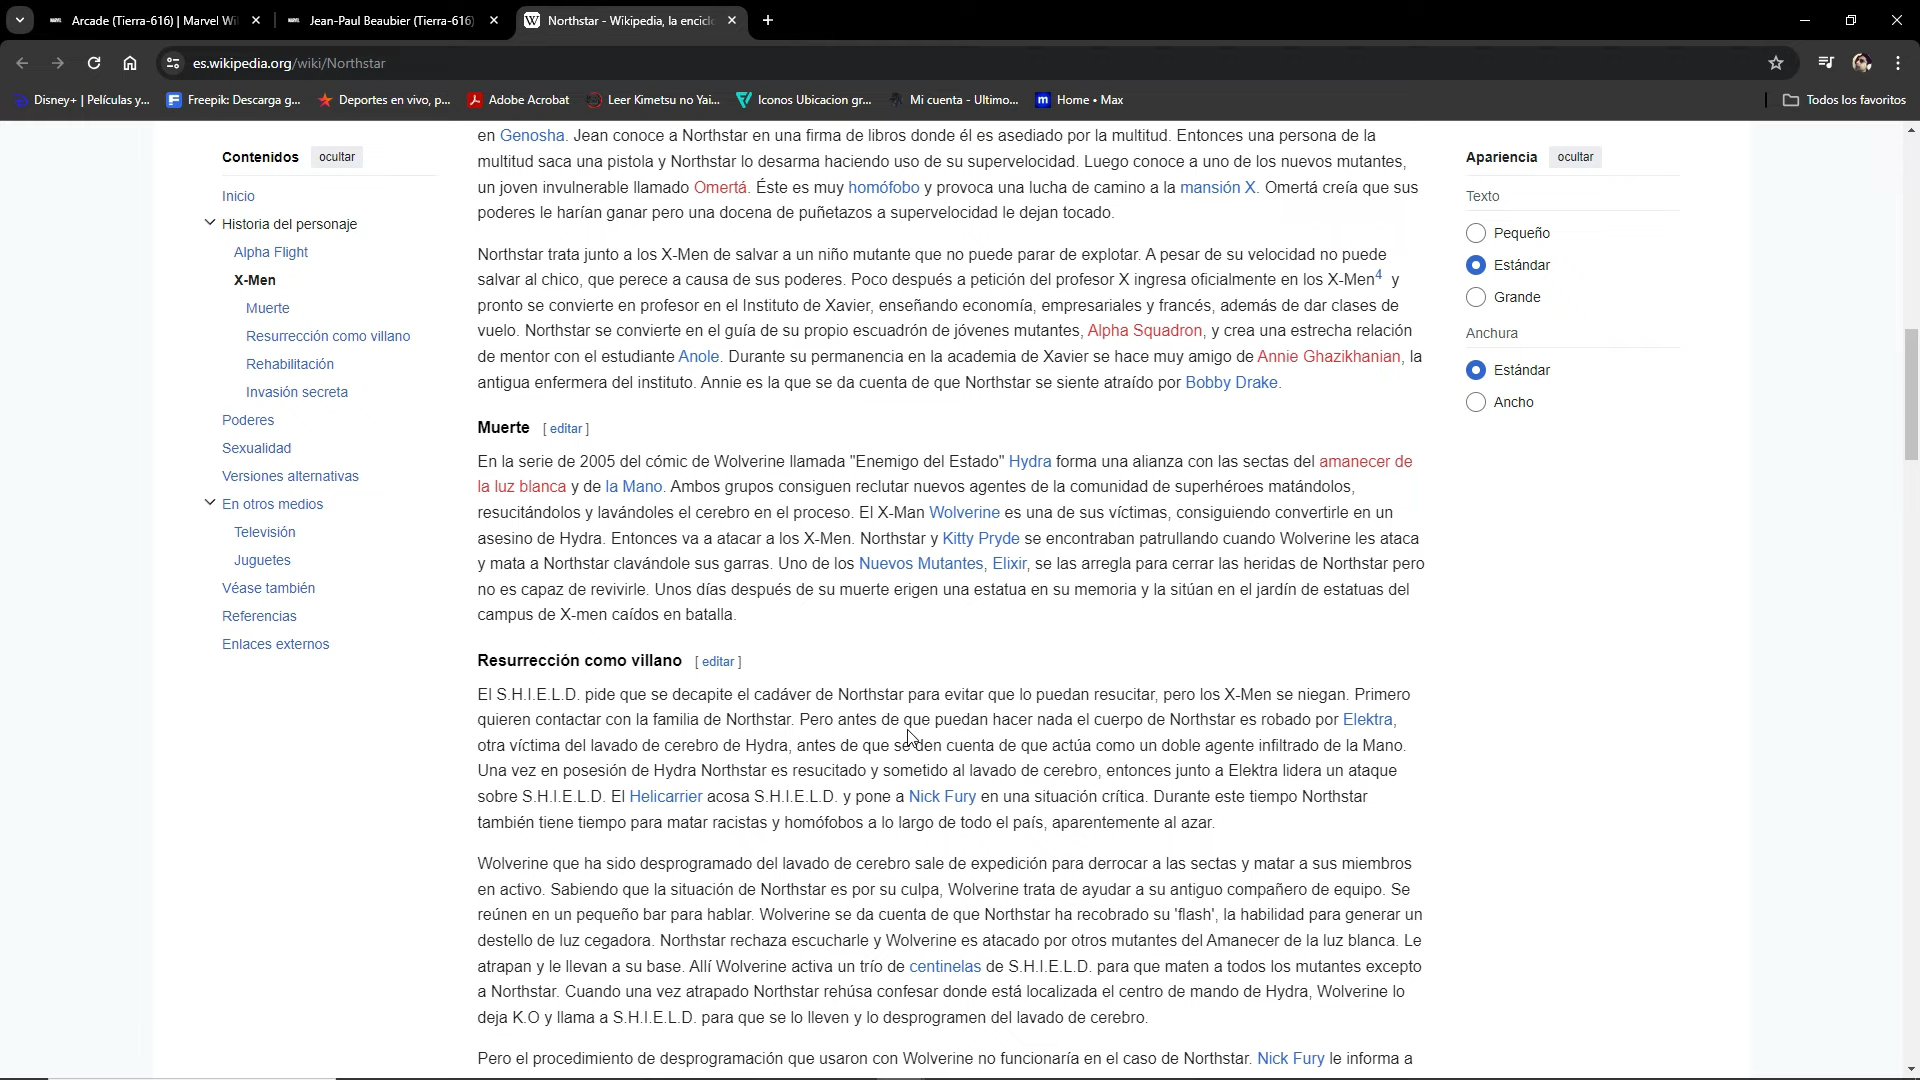 Arcade (Tierra-616) | Marvel Wi
Jean-Paul Beaubier (Tierra-616)
Northstar - Wikipedia, la encicl
es.wikipedia.org/wiki/Northstar
Disney+ | Películas y...
Freepik: Descarga g...
Deportes en vivo, p...
Adobe Acrobat
Leer Kimetsu no Yai...
Iconos Ubicacion gr...
Mi cuenta - Ultimo...
Home • Max
Todos los favoritos
Contenidos ocultar
Inicio
Historia del personaje
Alpha Flight
X-Men
Muerte
Resurrección como villano
Rehabilitación
Invasión secreta
Poderes
Sexualidad
Versiones alternativas
En otros medios
Televisión
Juguetes
Véase también
Referencias
Enlaces externos
en Genosha. Jean conoce a Northstar en una firma de libros donde él es asediado por la multitud. Entonces una persona de la
multitud saca una pistola y Northstar lo desarma haciendo uso de su supervelocidad. Luego conoce a uno de los nuevos mutantes,
un joven invulnerable llamado Omertá. Éste es muy homófobo y provoca una lucha de camino a la mansión X. Omertá creía que sus
poderes le harían ganar pero una docena de puñetazos a supervelocidad le dejan tocado.
Northstar trata junto a los X-Men de salvar a un niño mutante que no puede parar de explotar. A pesar de su velocidad no puede
salvar al chico, que perece a causa de sus poderes. Poco después a petición del profesor X ingresa oficialmente en los X-Men4 y
pronto se convierte en profesor en el Instituto de Xavier, enseñando economía, empresariales y francés, además de dar clases de
vuelo. Northstar se convierte en el guía de su propio escuadrón de jóvenes mutantes, Alpha Squadron, y crea una estrecha relación
de mentor con el estudiante Anole. Durante su permanencia en la academia de Xavier se hace muy amigo de Annie Ghazikhanian, la
antigua enfermera del instituto. Annie es la que se da cuenta de que Northstar se siente atraído por Bobby Drake.
Muerte [ editar ]
En la serie de 2005 del cómic de Wolverine llamada "Enemigo del Estado" Hydra forma una alianza con las sectas del amanecer de
la luz blanca y de la Mano. Ambos grupos consiguen reclutar nuevos agentes de la comunidad de superhéroes matándolos,
resucitándolos y lavándoles el cerebro en el proceso. El X-Man Wolverine es una de sus víctimas, consiguiendo convertirle en un
asesino de Hydra. Entonces va a atacar a los X-Men. Northstar y Kitty Pryde se encontraban patrullando cuando Wolverine les ataca
y mata a Northstar clavándole sus garras. Uno de los Nuevos Mutantes, Elixir, se las arregla para cerrar las heridas de Northstar pero
no es capaz de revivirle. Unos días después de su muerte erigen una estatua en su memoria y la sitúan en el jardín de estatuas del
campus de X-men caídos en batalla.
Resurrección como villano [ editar ]
El S.H.I.E.L.D. pide que se decapite el cadáver de Northstar para evitar que lo puedan resucitar, pero los X-Men se niegan. Primero
quieren contactar con la familia de Northstar. Pero antes de que puedan hacer nada el cuerpo de Northstar es robado por Elektra,
otra víctima del lavado de cerebro de Hydra, antes de que se den cuenta de que actúa como un doble agente infiltrado de la Mano.
Una vez en posesión de Hydra Northstar es resucitado y sometido al lavado de cerebro, entonces junto a Elektra lidera un ataque
sobre S.H.I.E.L.D. El Helicarrier acosa S.H.I.E.L.D. y pone a Nick Fury en una situación crítica. Durante este tiempo Northstar
también tiene tiempo para matar racistas y homófobos a lo largo de todo el país, aparentemente al azar.
Wolverine que ha sido desprogramado del lavado de cerebro sale de expedición para derrocar a las sectas y matar a sus miembros
en activo. Sabiendo que la situación de Northstar es por su culpa, Wolverine trata de ayudar a su antiguo compañero de equipo. Se
reúnen en un pequeño bar para hablar. Wolverine se da cuenta de que Northstar ha recobrado su 'flash', la habilidad para generar un
destello de luz cegadora. Northstar rechaza escucharle y Wolverine es atacado por otros mutantes del Amanecer de la luz blanca. Le
atrapan y le llevan a su base. Allí Wolverine activa un trío de centinelas de S.H.I.E.L.D. para que maten a todos los mutantes excepto
a Northstar. Cuando una vez atrapado Northstar rehúsa confesar donde está localizada el centro de mando de Hydra, Wolverine lo
deja K.O y llama a S.H.I.E.L.D. para que se lo lleven y lo desprogramen del lavado de cerebro.
Pero el procedimiento de desprogramación que usaron con Wolverine no funcionaría en el caso de Northstar. Nick Fury le informa a
Apariencia ocultar
Texto
Pequeño
Estándar
Grande
Anchura
Estándar
Ancho